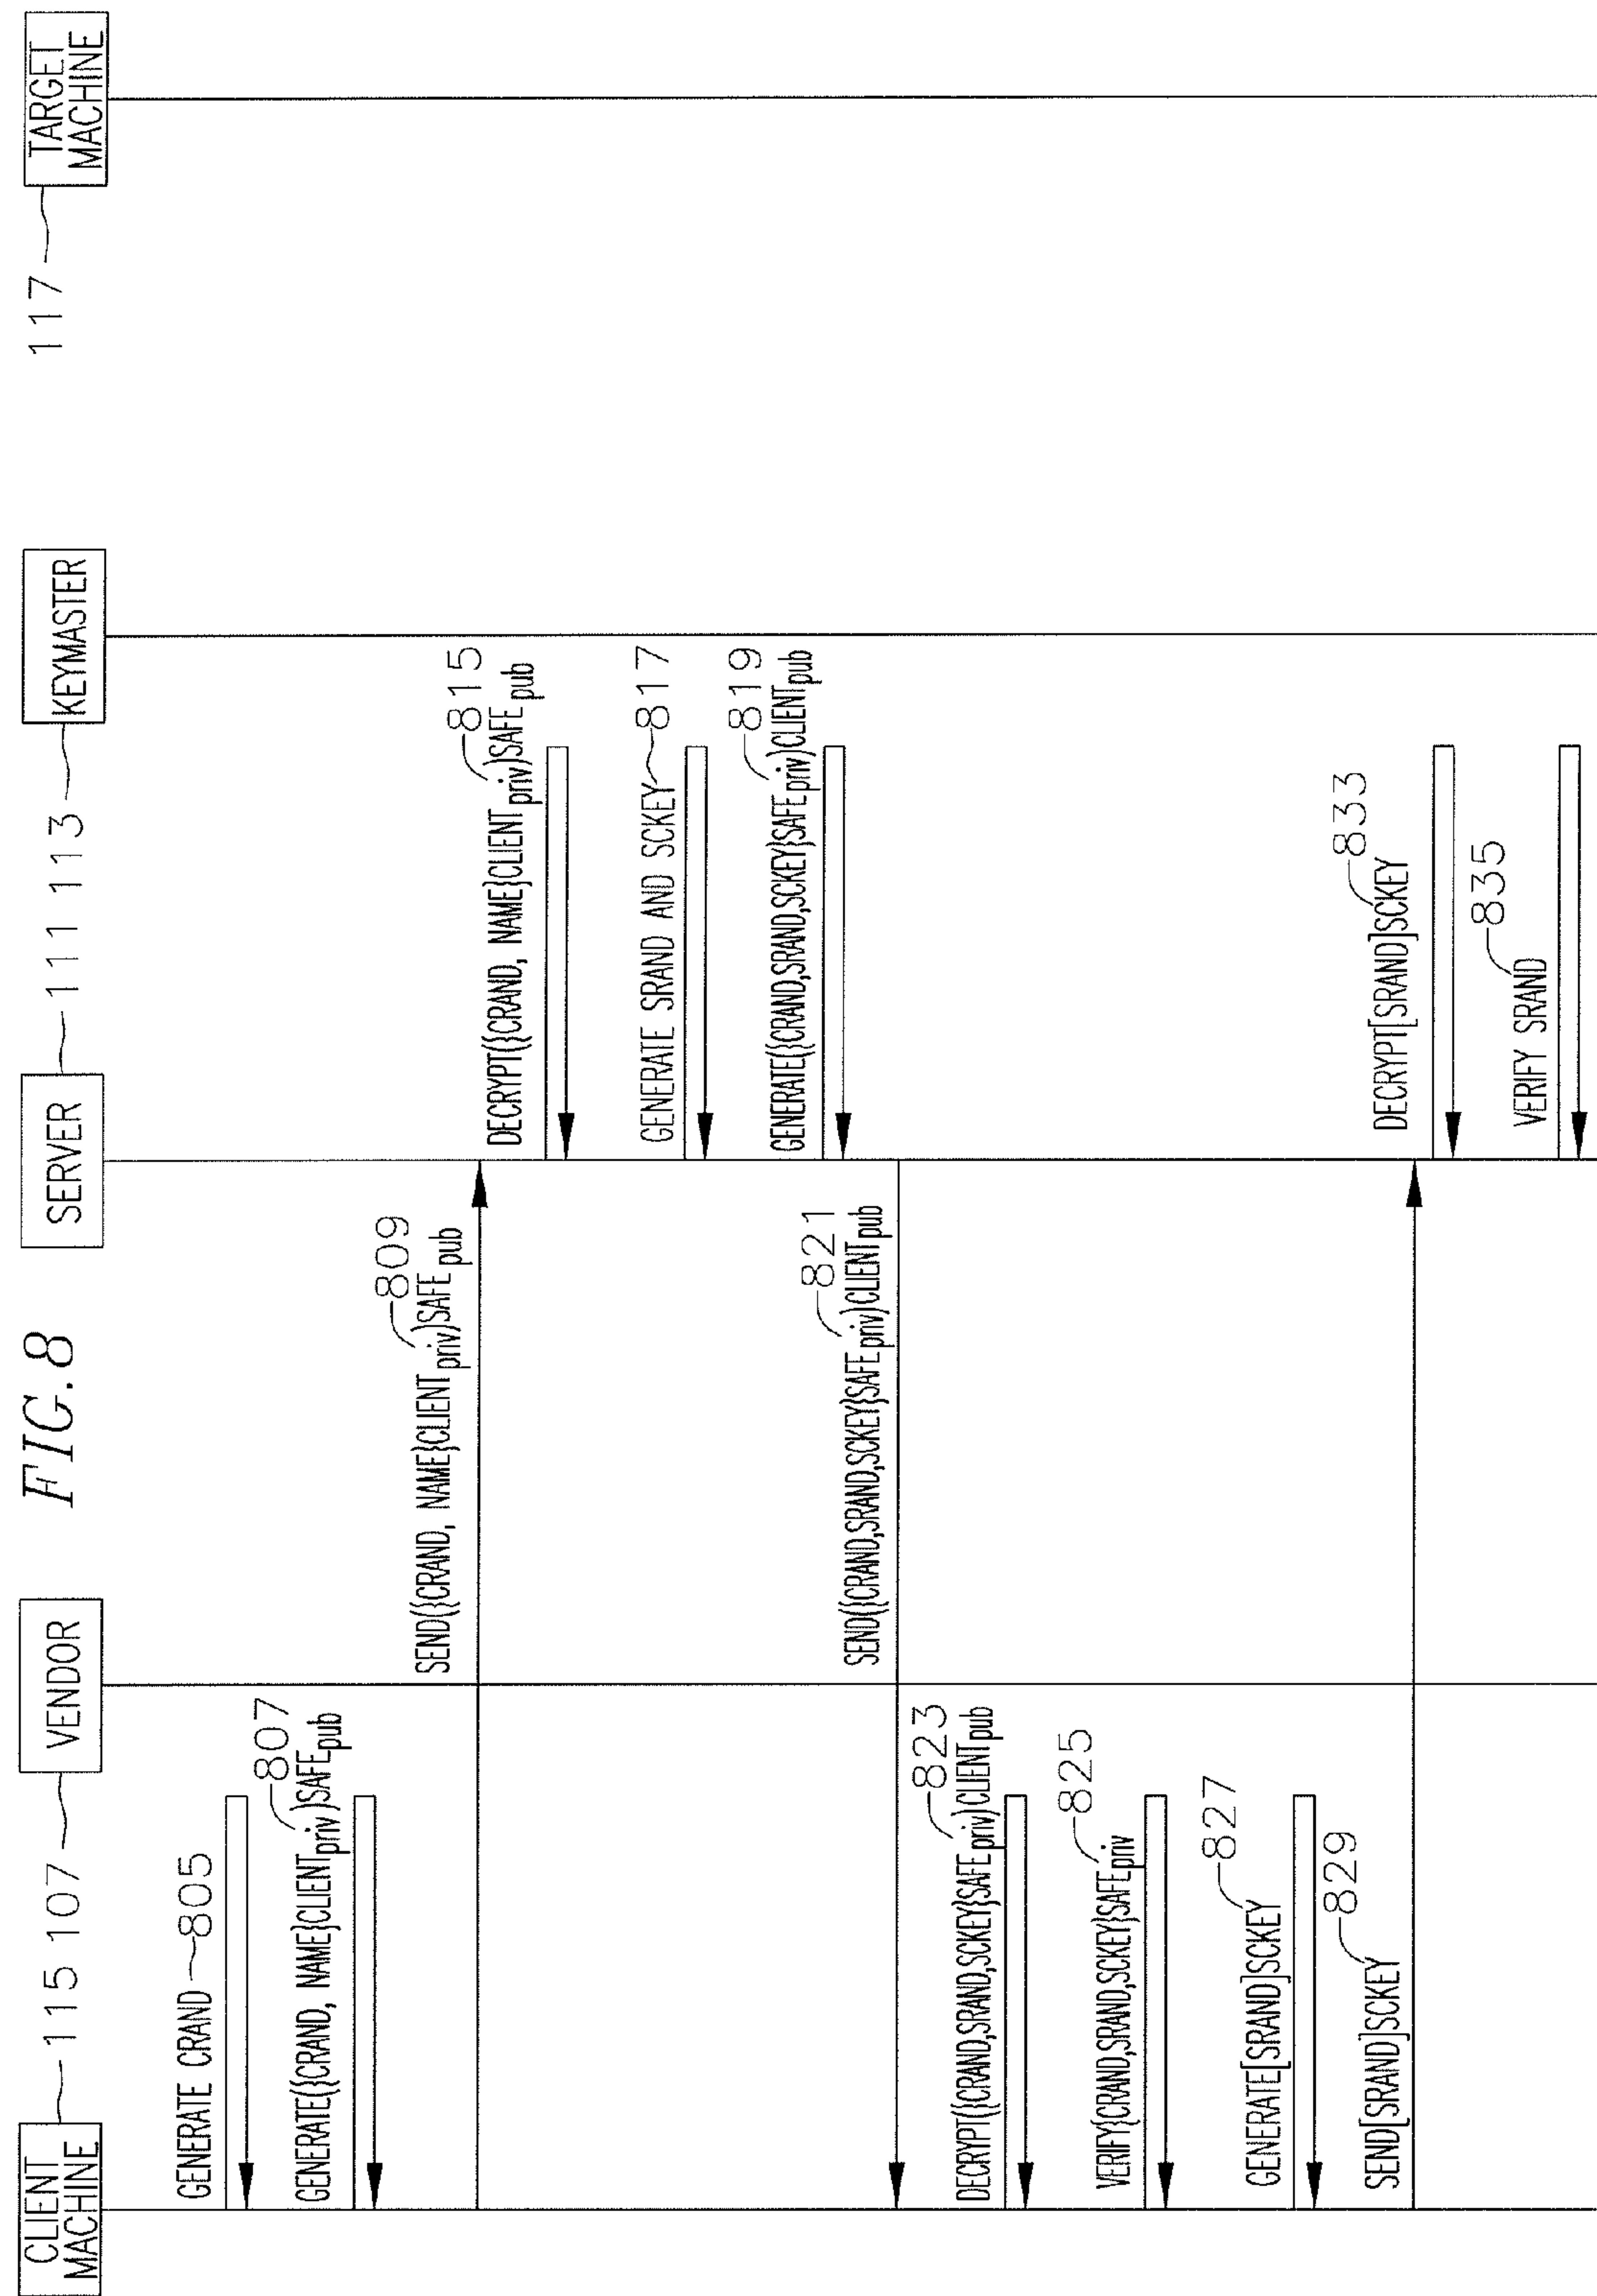 FIG. 8
CLIENT
MACHINE
115
107
VENDOR
SERVER
111
113
KEYMASTER
117
TARGET
MACHINE
GENERATE CRAND 805
807
GENERATE({CRAND, NAME}CLIENTpriv)SAFEpub
809
SEND({CRAND, NAME}CLIENTpriv)SAFEpub
815
DECRYPT({CRAND, NAME}CLIENTpriv)SAFEpub
GENERATE SRAND AND SCKEY 817
819
GENERATE({CRAND,SRAND,SCKEY}SAFEpriv)CLIENTpub
821
SEND({CRAND,SRAND,SCKEY}SAFEpriv)CLIENTpub
823
DECRYPT({CRAND,SRAND,SCKEY}SAFEpriv)CLIENTpub
825
VERIFY{CRAND,SRAND,SCKEY}SAFEpriv
827
GENERATE[SRAND]SCKEY
829
SEND[SRAND]SCKEY
833
DECRYPT[SRAND]SCKEY
835
VERIFY SRAND